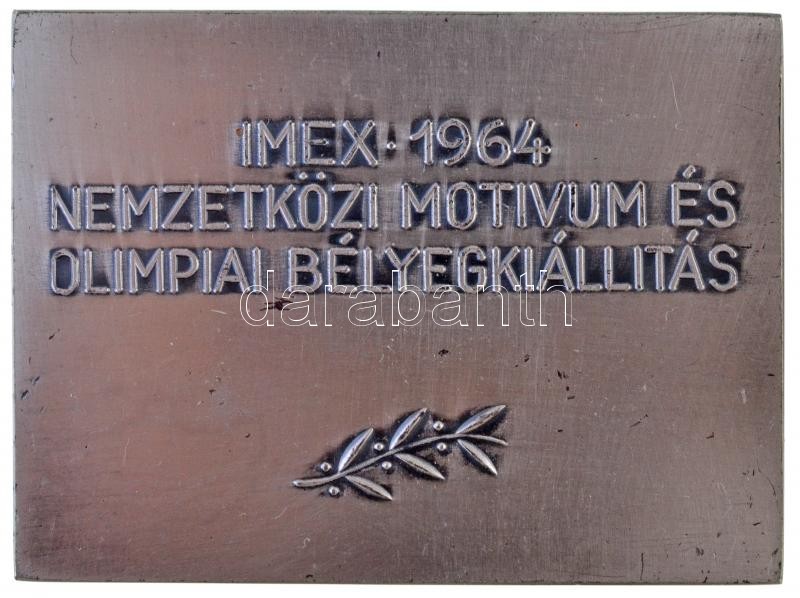 IMEX · 1964
NEMZETKÖZI MOTIVUM ÉS
OLIMPIAI BÉLYEGKIÁLLITÁS
darabanth